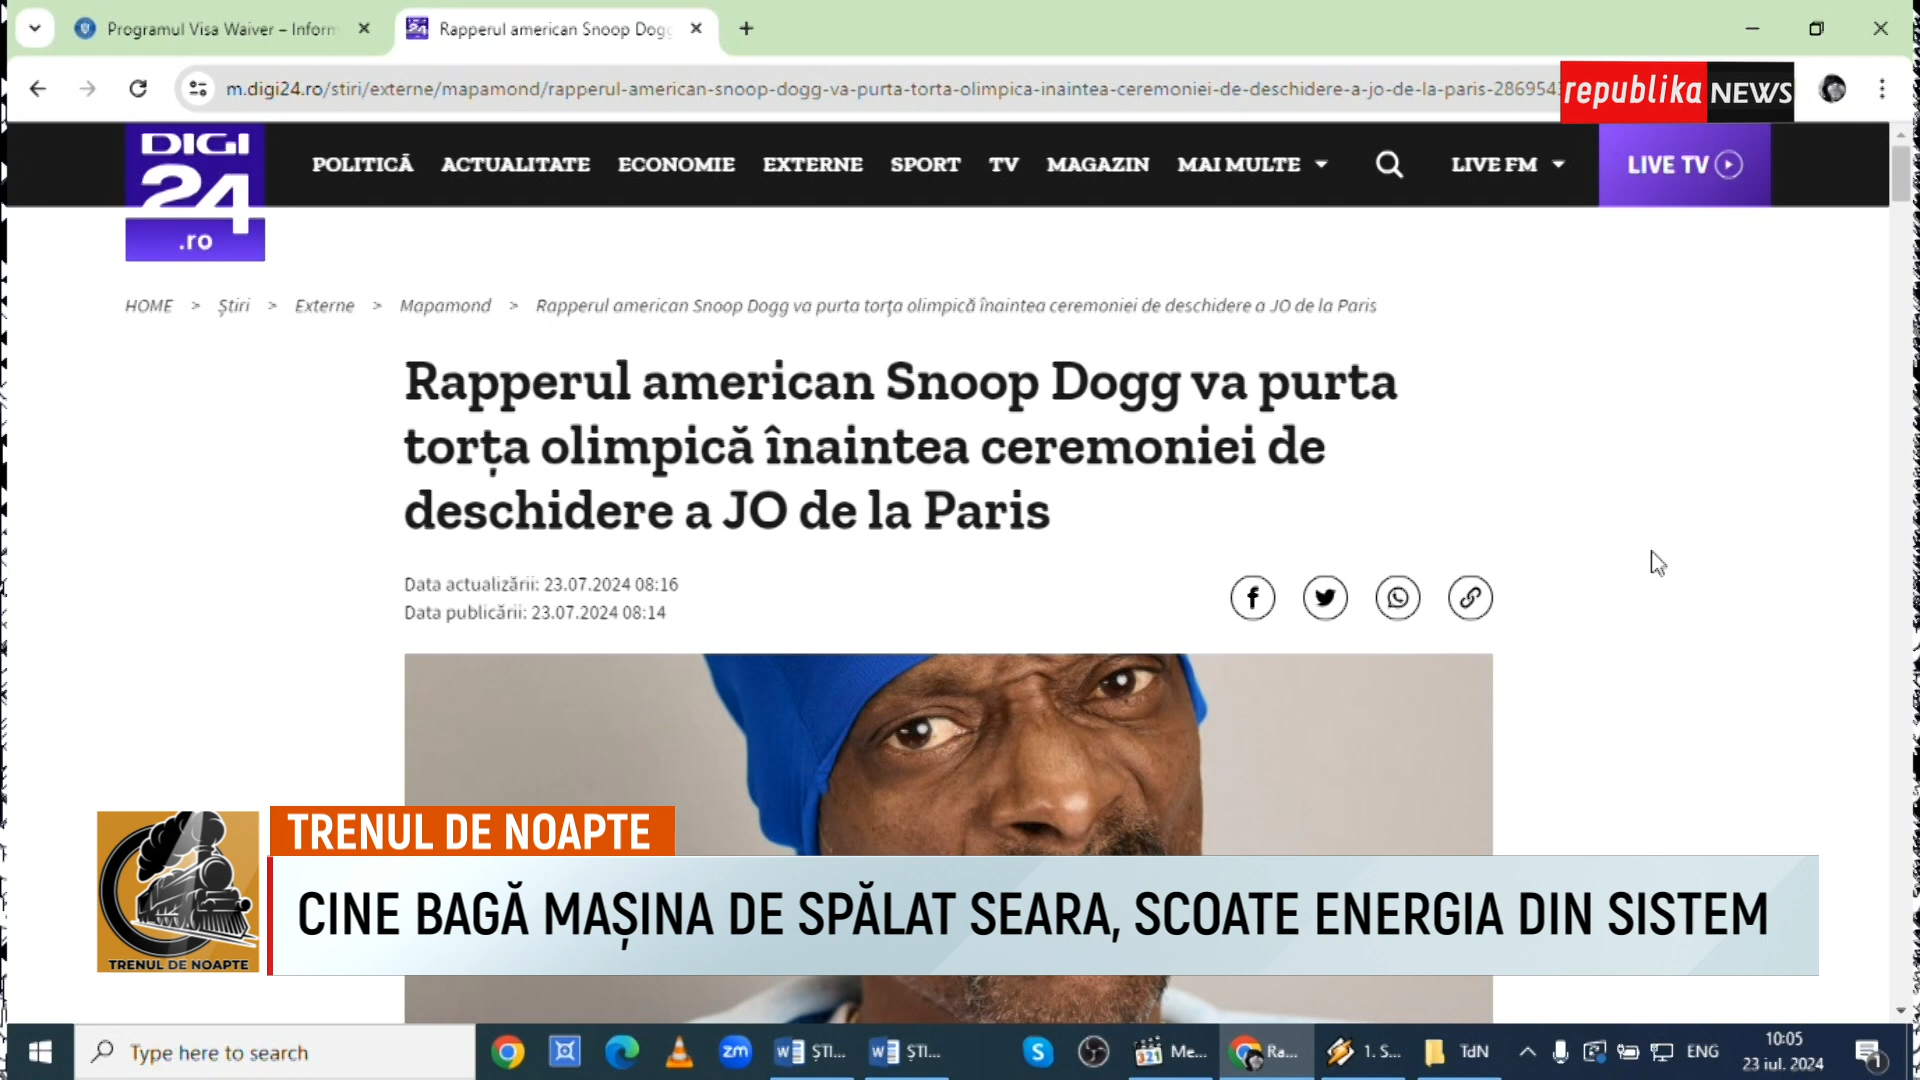 Programul Visa Waiver – Inform
Rapperul american Snoop Dogg
m.digi24.ro/stiri/externe/mapamond/rapperul-american-snoop-dogg-va-purta-torta-olimpica-inaintea-ceremoniei-de-deschidere-a-jo-de-la-paris-286954
republika NEWS
DIGI
24
.ro
POLITICĂ ACTUALITATE ECONOMIE EXTERNE SPORT TV MAGAZIN MAI MULTE LIVE FM LIVE TV
HOME > Știri > Externe > Mapamond > Rapperul american Snoop Dogg va purta torța olimpică înaintea ceremoniei de deschidere a JO de la Paris
Rapperul american Snoop Dogg va purta
torța olimpică înaintea ceremoniei de
deschidere a JO de la Paris
Data actualizării: 23.07.2024 08:16
Data publicării: 23.07.2024 08:14
TRENUL DE NOAPTE
CINE BAGĂ MAȘINA DE SPĂLAT SEARA, SCOATE ENERGIA DIN SISTEM
TRENUL DE NOAPTE
Type here to search
zm
ȘTI...
ȘTI...
321
Me...
Ra...
1. S...
TdN
ENG
10:05
23 iul. 2024
1